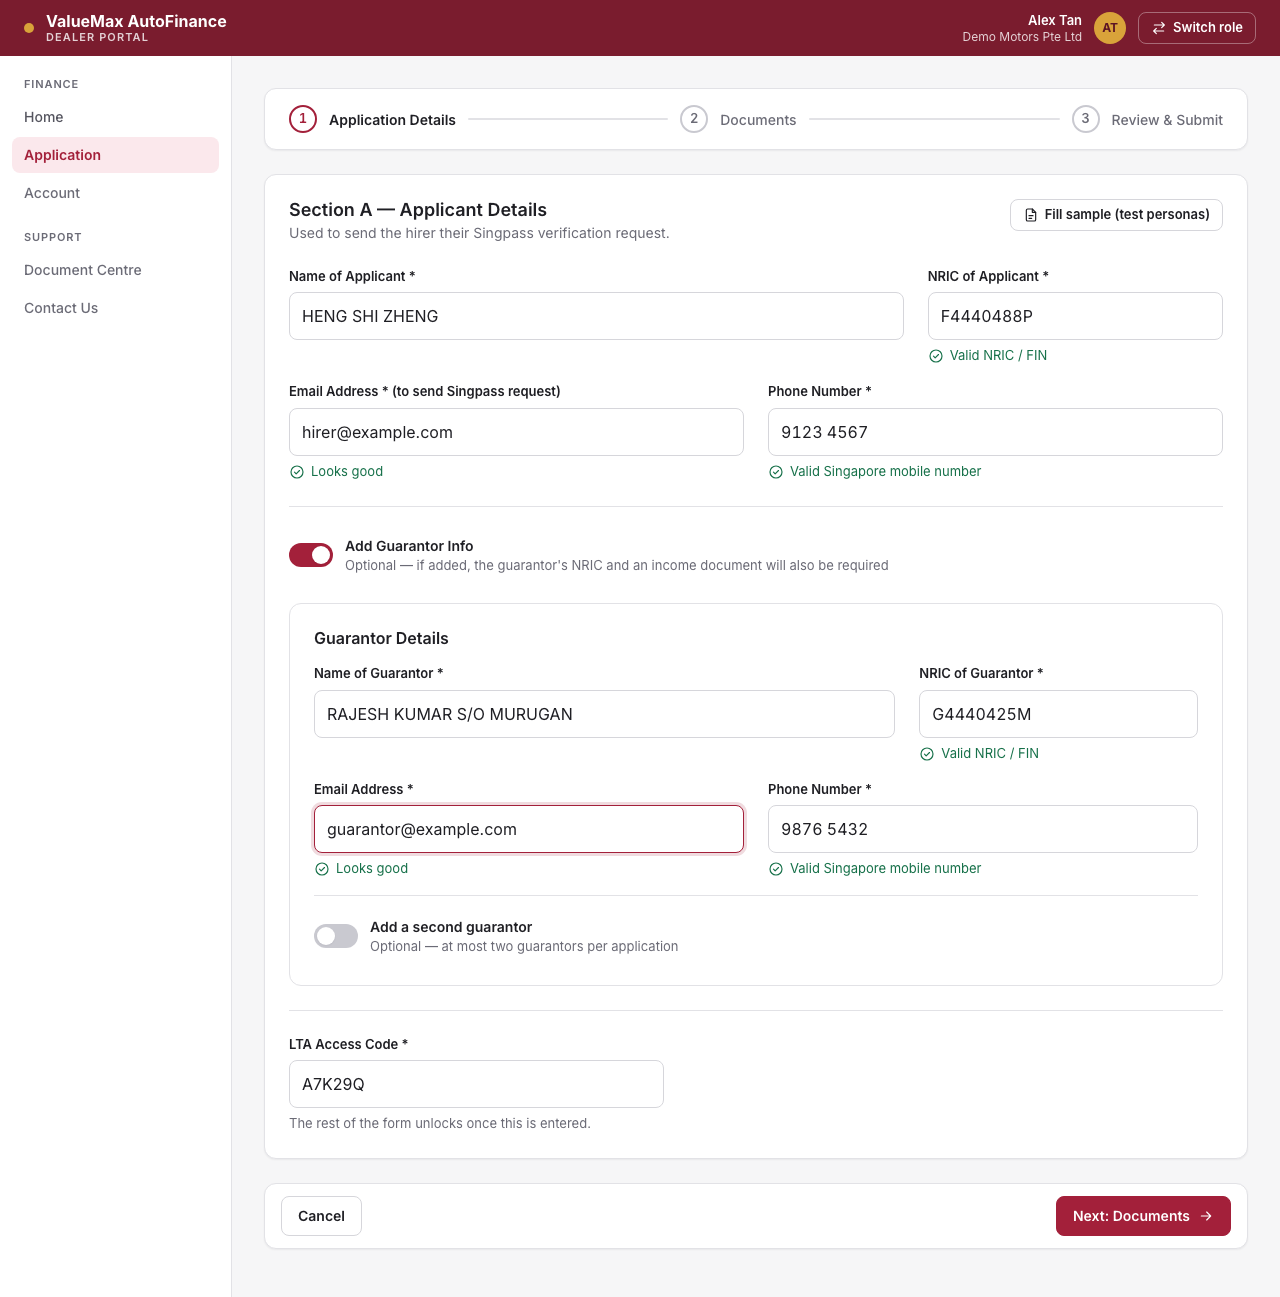 ValueMax AutoFinance
DEALER PORTAL
Alex Tan
Demo Motors Pte Ltd
AT
Switch role
FINANCE
Home
Application
Account
SUPPORT
Document Centre
Contact Us
1 Application Details
2 Documents
3 Review & Submit
Section A — Applicant Details
Used to send the hirer their Singpass verification request.
Fill sample (test personas)
Name of Applicant *
HENG SHI ZHENG
NRIC of Applicant *
F4440488P
Valid NRIC / FIN
Email Address * (to send Singpass request)
hirer@example.com
Looks good
Phone Number *
9123 4567
Valid Singapore mobile number
Add Guarantor Info
Optional — if added, the guarantor's NRIC and an income document will also be required
Guarantor Details
Name of Guarantor *
RAJESH KUMAR S/O MURUGAN
NRIC of Guarantor *
G4440425M
Valid NRIC / FIN
Email Address *
guarantor@example.com
Looks good
Phone Number *
9876 5432
Valid Singapore mobile number
Add a second guarantor
Optional — at most two guarantors per application
LTA Access Code *
A7K29Q
The rest of the form unlocks once this is entered.
Cancel
Next: Documents →